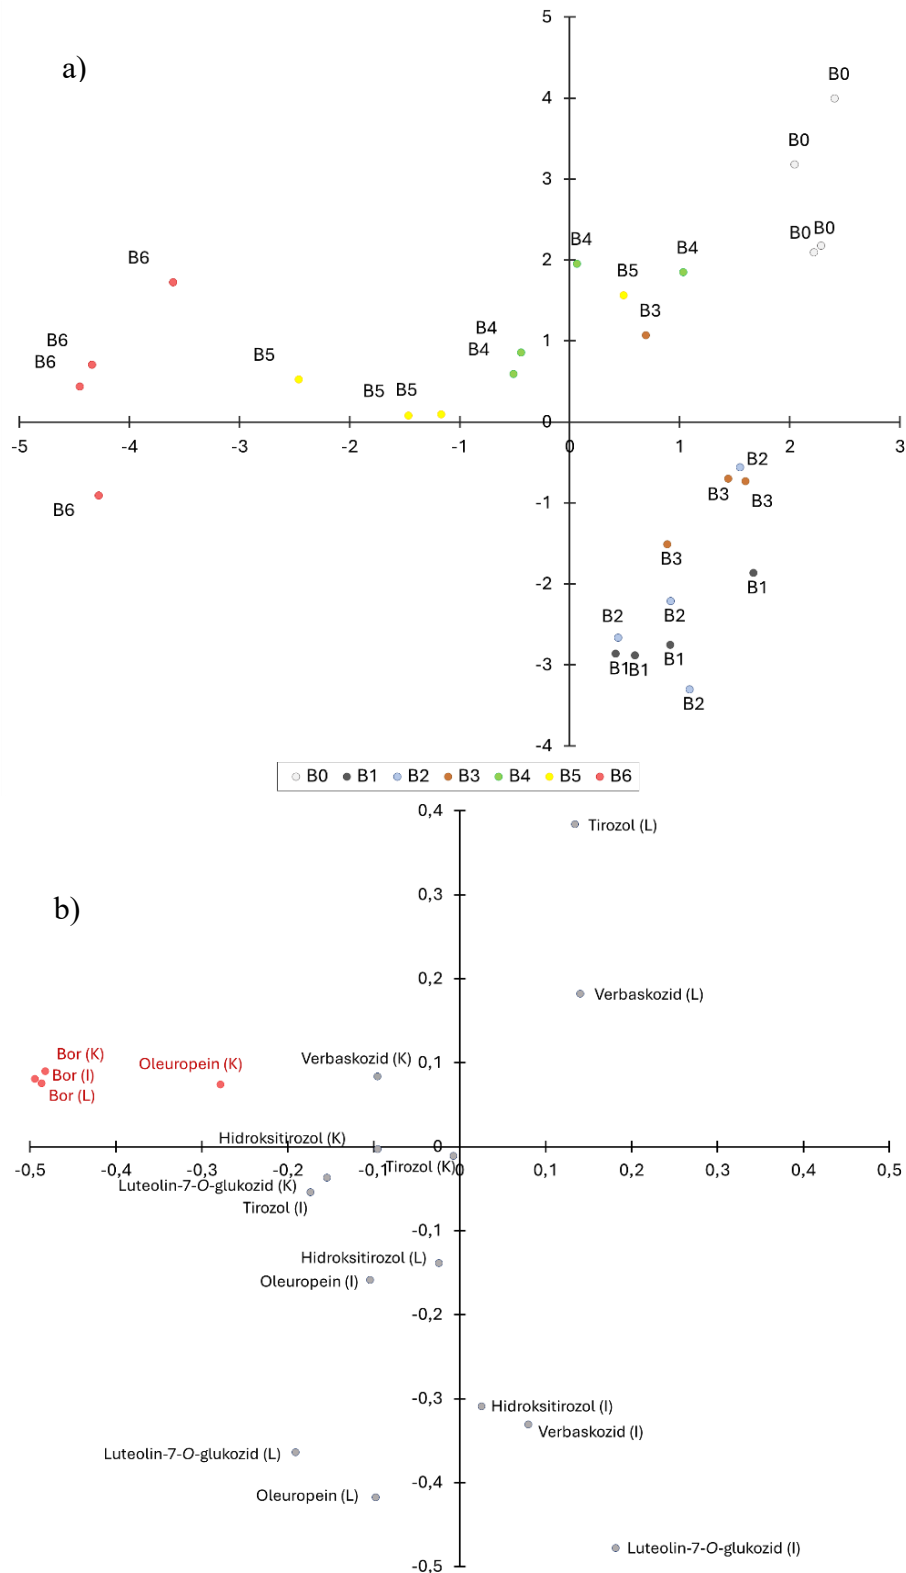 5
a)
B0
4
B0
3
B0 B0
B4
B4
B6
2
B5
B3
B4
B6
1
B4
B5
B6
B5 B5
0
-5 -4 -3 -2 -1 0 1 2 3
B2
B3
B3
-1
B6
B3
-2
B1
B2
B2
B1
B1
B1
-3
B2
-4
B0 B1 B2 B3 B4 B5 B6
0,4
Tirozol (L)
b)
0,3
0,2
Verbaskozid (L)
0,1
Verbaskozid (K)
Bor (K)
Oleuropein (K)
Bor (I)
Bor (L)
Hidroksitirozol (K)
0
-0,5 -0,4 -0,3 -0,2 -0,1 0 0,1 0,2 0,3 0,4 0,5
Tirozol (K)
Luteolin-7-O-glukozid (K)
Tirozol (I)
-0,1
Hidroksitirozol (L)
Oleuropein (I)
-0,2
-0,3
Hidroksitirozol (I)
Verbaskozid (I)
Luteolin-7-O-glukozid (L)
-0,4
Oleuropein (L)
Luteolin-7-O-glukozid (I)
-0,5